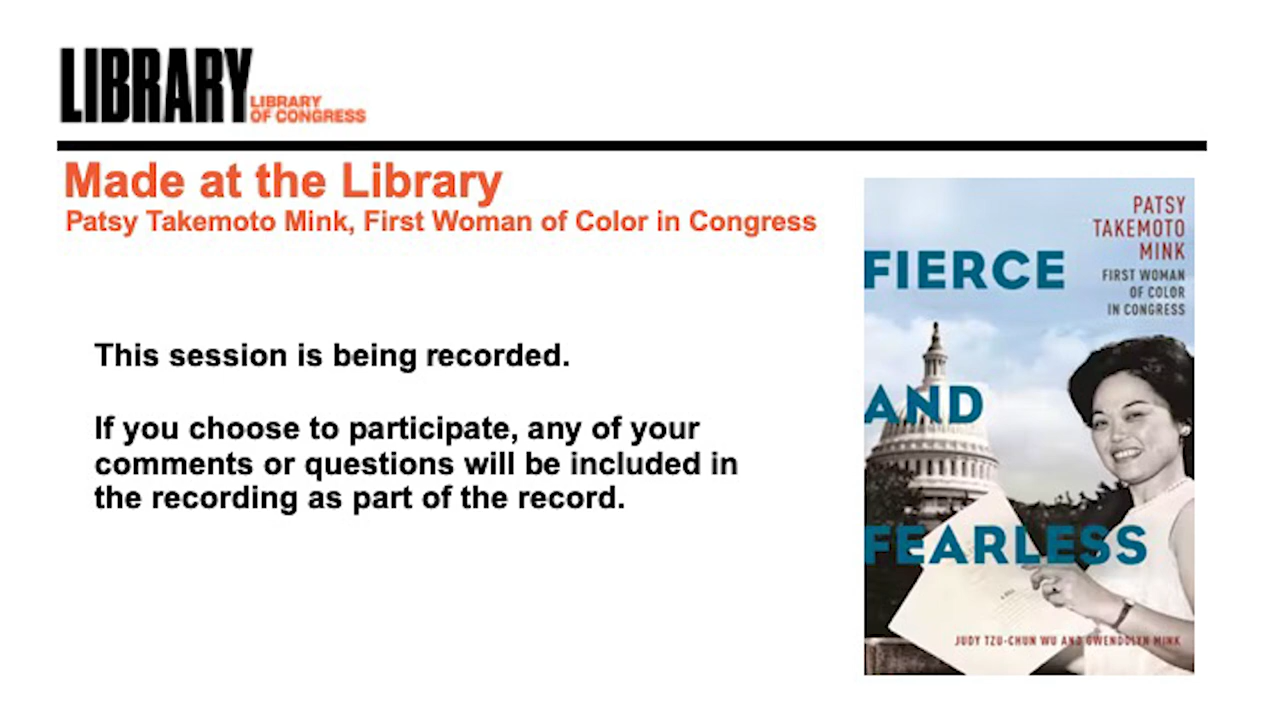 LIBRARY
LIBRARY
OF CONGRESS
Made at the Library
Patsy Takemoto Mink, First Woman of Color in Congress
This session is being recorded.
If you choose to participate, any of your
comments or questions will be included in
the recording as part of the record.
PATSY
TAKEMOTO
MINK
FIRST WOMAN
OF COLOR
IN CONGRESS
FIERCE
AND
FEARLESS
JUDY TZU-CHUN WU AND GWENDOLYN MINK